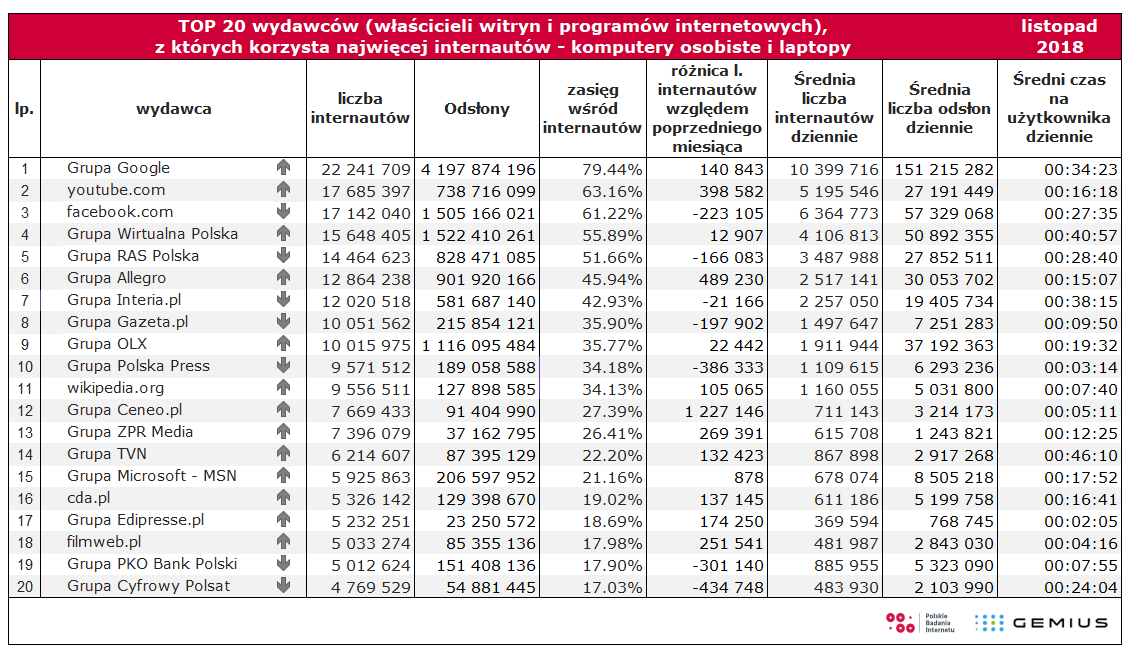 TOP 20 wydawców (właścicieli witryn i programów internetowych),
z których korzysta najwięcej internautów - komputery osobiste i laptopy
listopad
2018
lp.
wydawca
liczba
internautów
Odsłony
zasięg
wśród
internautów
różnica l.
internautów
względem
poprzedniego
miesiąca
Średnia
liczba
internautów
dziennie
Średnia
liczba odsłon
dziennie
Średni czas
na
użytkownika
dziennie
1 Grupa Google 22 241 709 4 197 874 196 79.44% 140 843 10 399 716 151 215 282 00:34:23
2 youtube.com 17 685 397 738 716 099 63.16% 398 582 5 195 546 27 191 449 00:16:18
3 facebook.com 17 142 040 1 505 166 021 61.22% -223 105 6 364 773 57 329 068 00:27:35
4 Grupa Wirtualna Polska 15 648 405 1 522 410 261 55.89% 12 907 4 106 813 50 892 355 00:40:57
5 Grupa RAS Polska 14 464 623 828 471 085 51.66% -166 083 3 487 988 27 852 511 00:28:40
6 Grupa Allegro 12 864 238 901 920 166 45.94% 489 230 2 517 141 30 053 702 00:15:07
7 Grupa Interia.pl 12 020 518 581 687 140 42.93% -21 166 2 257 050 19 405 734 00:38:15
8 Grupa Gazeta.pl 10 051 562 215 854 121 35.90% -197 902 1 497 647 7 251 283 00:09:50
9 Grupa OLX 10 015 975 1 116 095 484 35.77% 22 442 1 911 944 37 192 363 00:19:32
10 Grupa Polska Press 9 571 512 189 058 588 34.18% -386 333 1 109 615 6 293 236 00:03:14
11 wikipedia.org 9 556 511 127 898 585 34.13% 105 065 1 160 055 5 031 800 00:07:40
12 Grupa Ceneo.pl 7 669 433 91 404 990 27.39% 1 227 146 711 143 3 214 173 00:05:11
13 Grupa ZPR Media 7 396 079 37 162 795 26.41% 269 391 615 708 1 243 821 00:12:25
14 Grupa TVN 6 214 607 87 395 129 22.20% 132 423 867 898 2 917 268 00:46:10
15 Grupa Microsoft - MSN 5 925 863 206 597 952 21.16% 878 678 074 8 505 218 00:17:52
16 cda.pl 5 326 142 129 398 670 19.02% 137 145 611 186 5 199 758 00:16:41
17 Grupa Edipresse.pl 5 232 251 23 250 572 18.69% 174 250 369 594 768 745 00:02:05
18 filmweb.pl 5 033 274 85 355 136 17.98% 251 541 481 987 2 843 030 00:04:16
19 Grupa PKO Bank Polski 5 012 624 151 408 136 17.90% -301 140 885 955 5 323 090 00:07:55
20 Grupa Cyfrowy Polsat 4 769 529 54 881 445 17.03% -434 748 483 930 2 103 990 00:24:04
Polskie
Badania
Internetu
GEMIUS